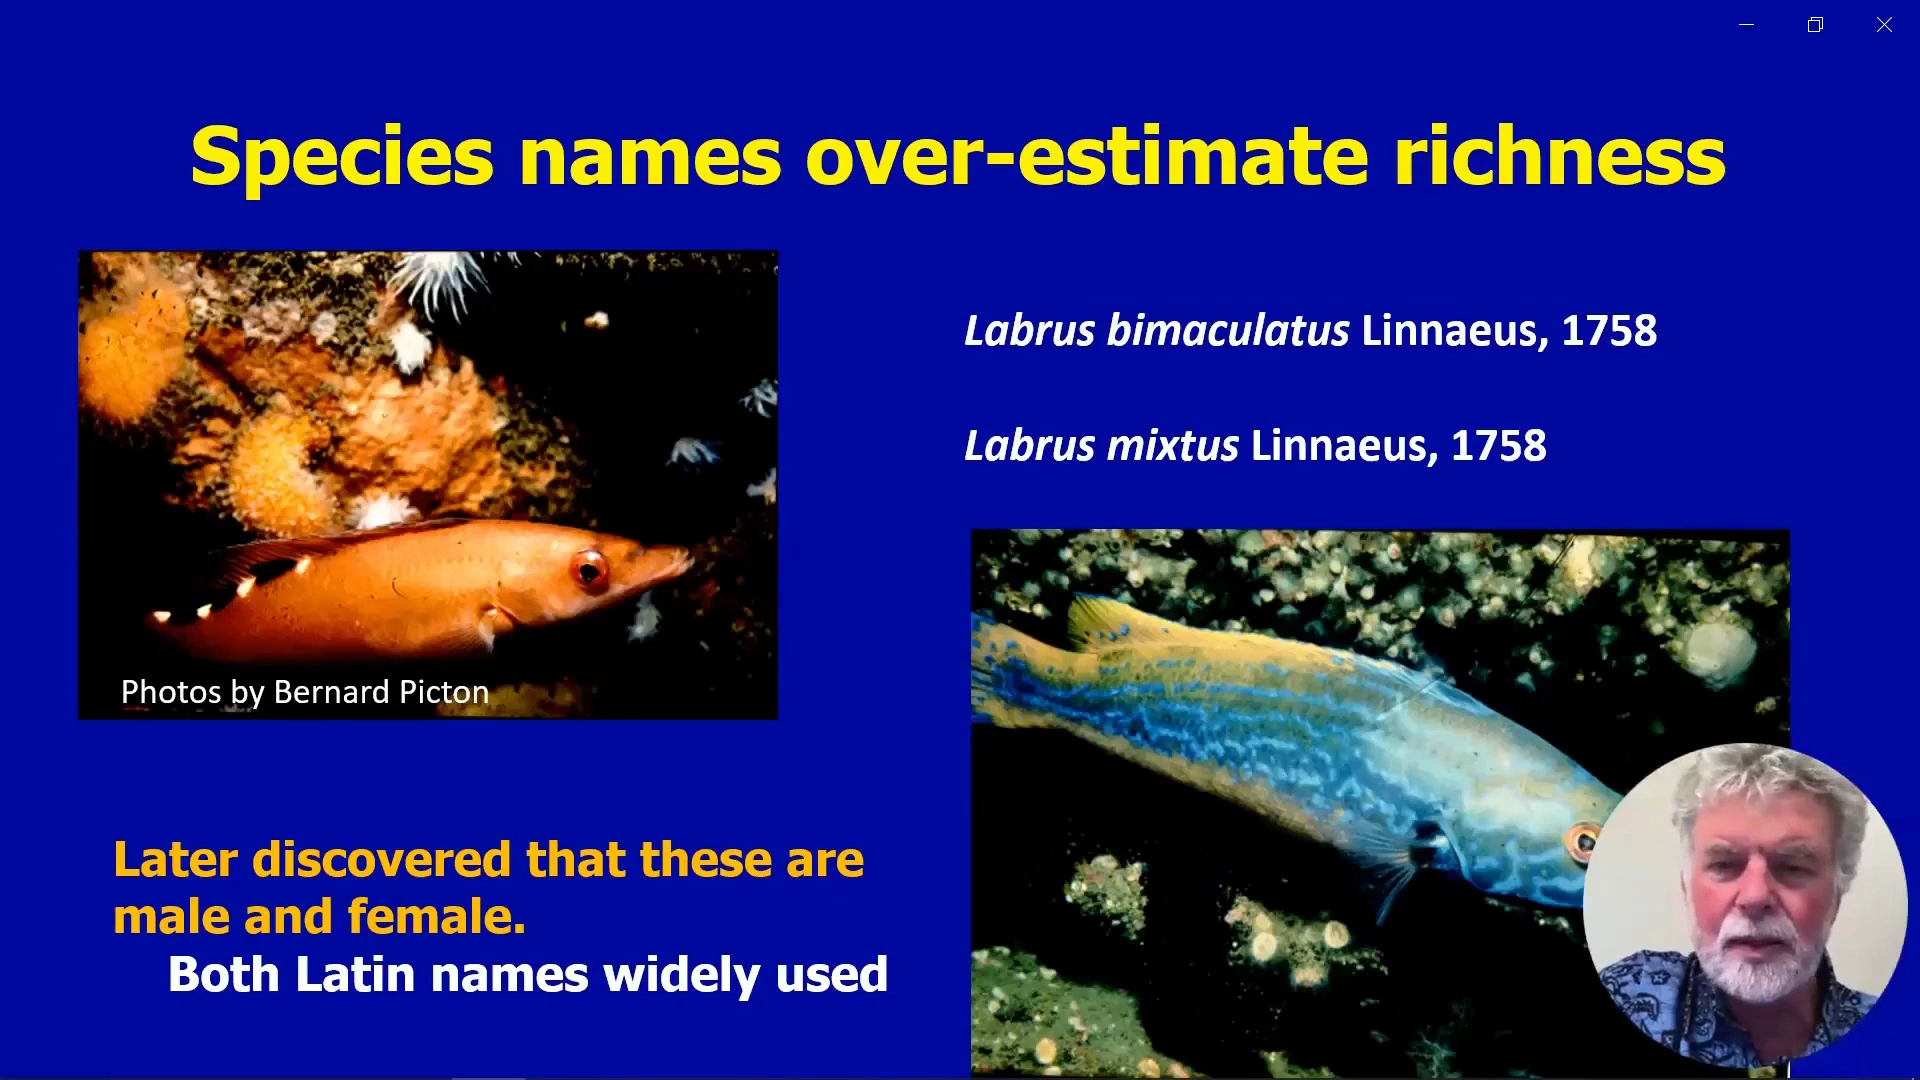 Species names over-estimate richness
Labrus bimaculatus Linnaeus, 1758
Labrus mixtus Linnaeus, 1758
Photos by Bernard Picton
Later discovered that these are
male and female.
Both Latin names widely used